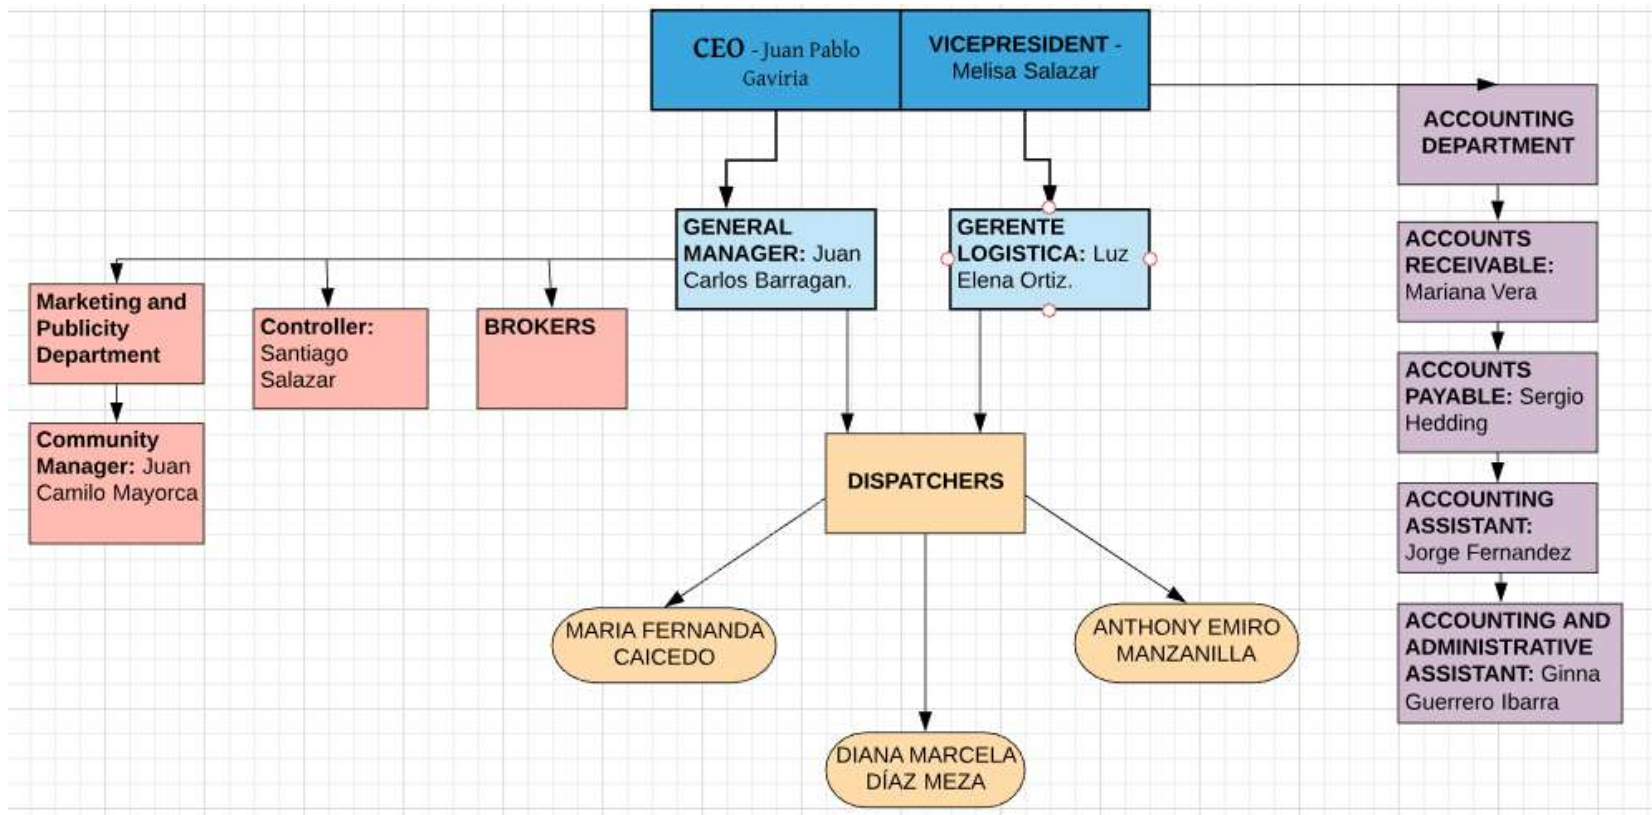 CEO - Juan Pablo
Gaviria
VICEPRESIDENT -
Melisa Salazar
ACCOUNTING
DEPARTMENT
GENERAL
MANAGER: Juan
Carlos Barragan.
GERENTE
LOGISTICA: Luz
Elena Ortiz.
ACCOUNTS
RECEIVABLE:
Mariana Vera
Marketing and
Publicity
Department
Controller:
Santiago
Salazar
BROKERS
ACCOUNTS
PAYABLE: Sergio
Hedding
Community
Manager: Juan
Camilo Mayorca
DISPATCHERS
ACCOUNTING
ASSISTANT:
Jorge Fernandez
MARIA FERNANDA
CAICEDO
ANTHONY EMIRO
MANZANILLA
ACCOUNTING AND
ADMINISTRATIVE
ASSISTANT: Ginna
Guerrero Ibarra
DIANA MARCELA
DÍAZ MEZA